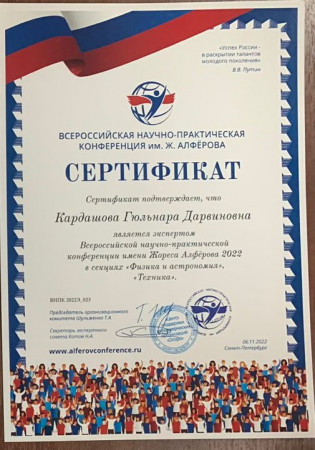 «Успех России -
в раскрытии талантов
молодого поколения»
В.В. Путин
ВСЕРОССИЙСКАЯ НАУЧНО-ПРАКТИЧЕСКАЯ
КОНФЕРЕНЦИЯ им. Ж. АЛФЁРОВА
СЕРТИФИКАТ
Сертификат подтверждает, что
Кардашова Гюльнара Дарвиновна
является экспертом
Всероссийской научно-практической
конференции имени Жореса Алфёрова 2022
в секциях «Физика и астрономия»,
«Техника».
Председатель организационного
комитета Шульженко Т.А.
Секретарь экспертного
совета Котов Н.А.
www.alferovconference.ru
06.11.2022
Санкт-Петербург